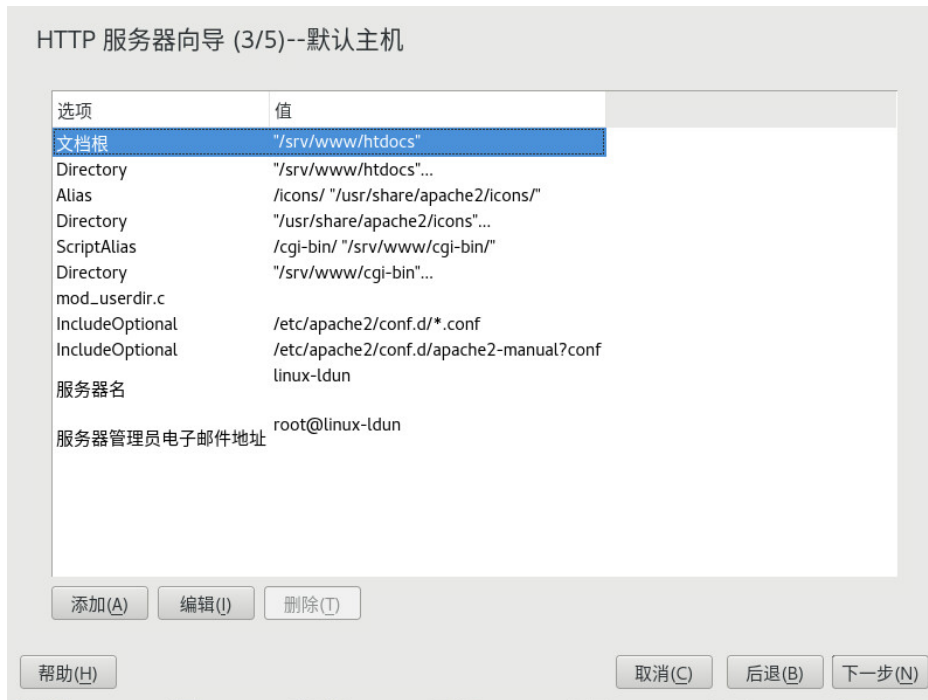 HTTP 服务器向导 (3/5)--默认主机
选项 值
文档根 "/srv/www/htdocs"
Directory "/srv/www/htdocs"...
Alias /icons/ "/usr/share/apache2/icons/"
Directory "/usr/share/apache2/icons"...
ScriptAlias /cgi-bin/ "/srv/www/cgi-bin/"
Directory "/srv/www/cgi-bin"...
mod_userdir.c
IncludeOptional /etc/apache2/conf.d/*.conf
IncludeOptional /etc/apache2/conf.d/apache2-manual?conf
服务器名 linux-ldun
服务器管理员电子邮件地址 root@linux-ldun
添加(A) 编辑(I) 删除(T)
帮助(H) 取消(C) 后退(B) 下一步(N)